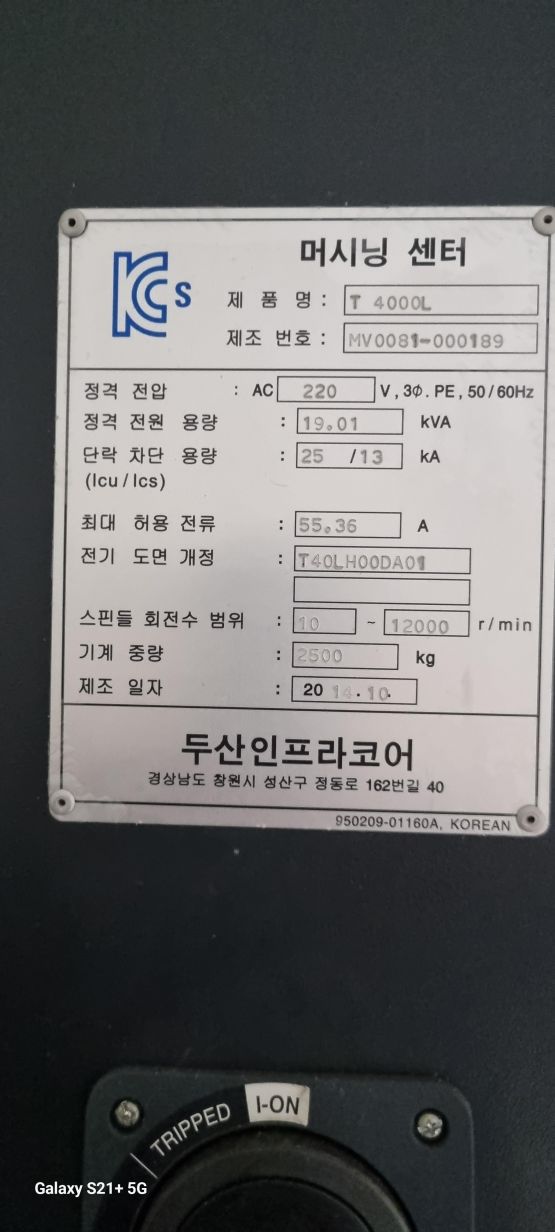 머시닝 센터
KCs
제 품 명 : T 4000L
제조 번호 : MV0081-000189
정격 전압 : AC 220 V , 3Φ . PE , 50 / 60Hz
정격 전원 용량 : 19.01 kVA
단락 차단 용량 : 25 /13 kA
(Icu / Ics)
최대 허용 전류 : 55.36 A
전기 도면 개정 : T40LH00DA01
스핀들 회전수 범위 : 10 ~ 12000 r/min
기계 중량 : 2500 kg
제조 일자 : 20 14.10.
두산인프라코어
경상남도 창원시 성산구 정동로 162번길 40
950209-01160A, KOREAN
TRIPPED I-ON
Galaxy S21+ 5G